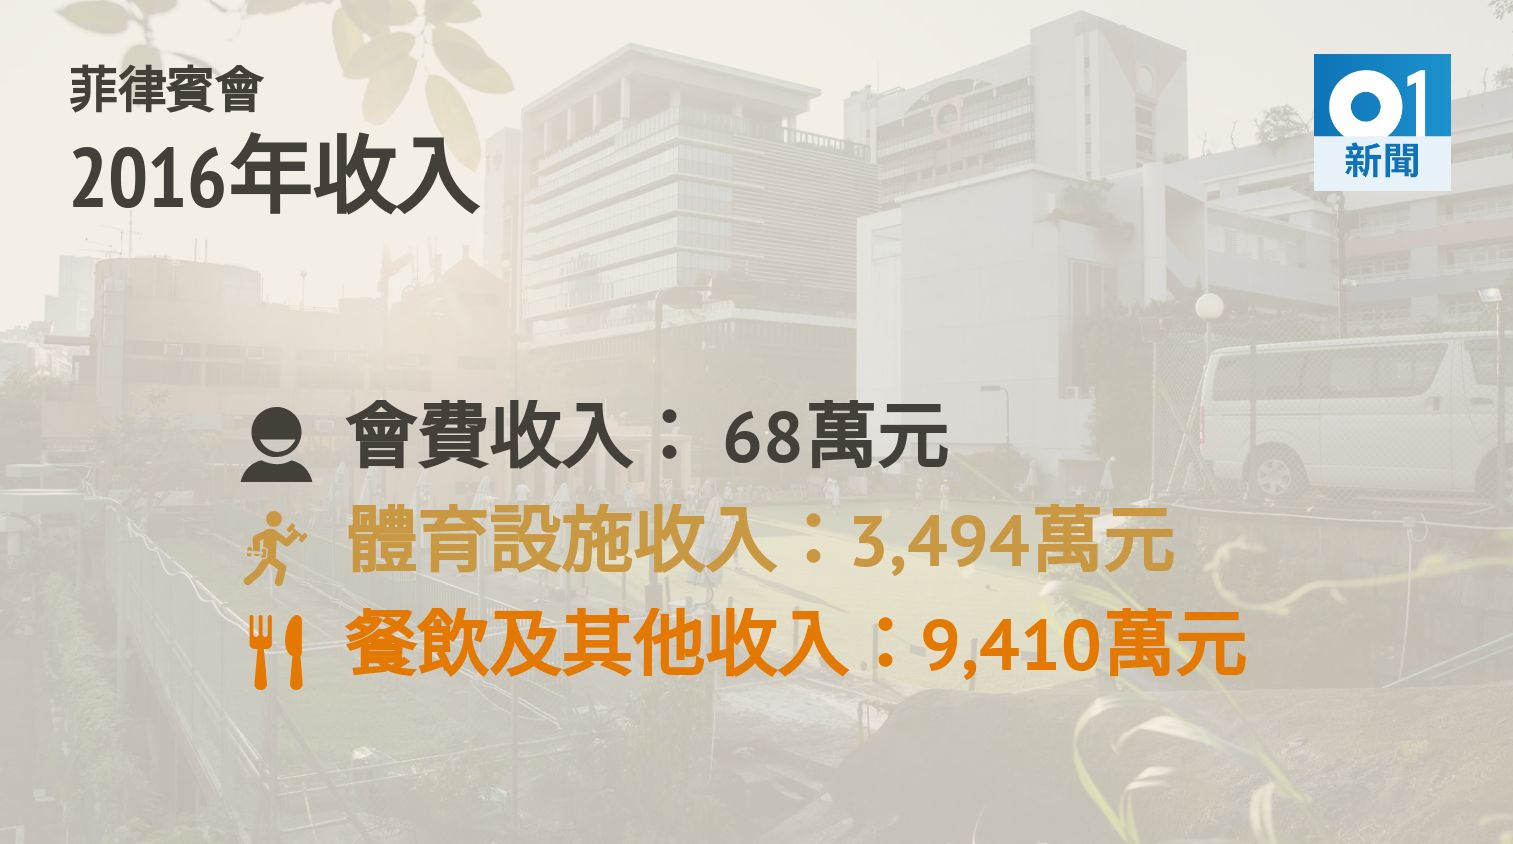 菲律賓會
2016年收入
01
新聞
會費收入： 68萬元
體育設施收入：3,494萬元
餐飲及其他收入：9,410萬元